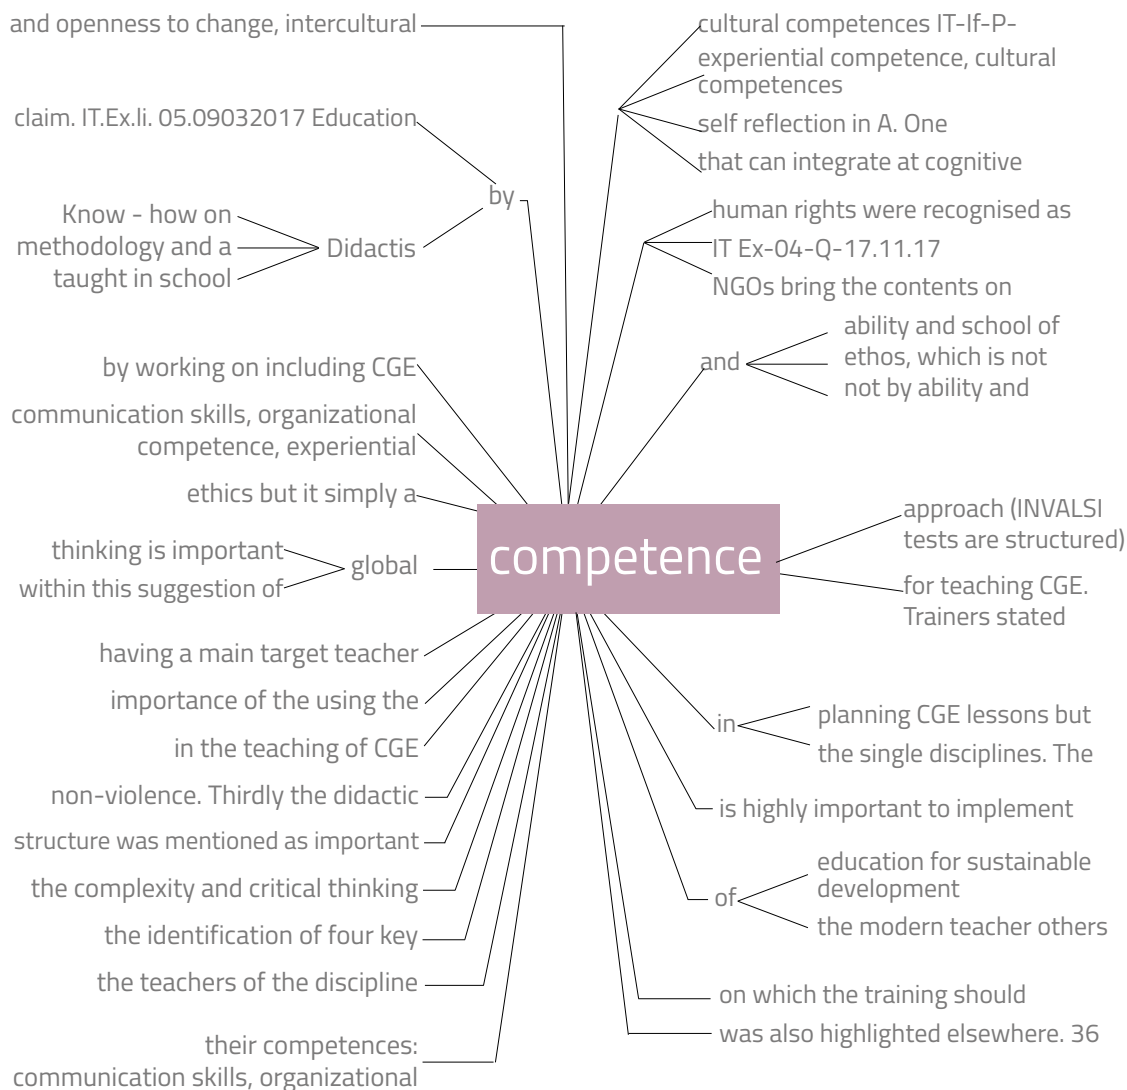 and openness to change, intercultural
claim. IT.Ex.li. 05.09032017 Education
by
Know - how on
methodology and a
taught in school
Didactis
by working on including CGE
communication skills, organizational
competence, experiential
ethics but it simply a
thinking is important
within this suggestion of
global
having a main target teacher
importance of the using the
in the teaching of CGE
non-violence. Thirdly the didactic
structure was mentioned as important
the complexity and critical thinking
the identification of four key
the teachers of the discipline
their competences:
communication skills, organizational
competence
cultural competences IT-If-P-
experiential competence, cultural
competences
self reflection in A. One
that can integrate at cognitive
human rights were recognised as
IT Ex-04-Q-17.11.17
NGOs bring the contents on
and
ability and school of
ethos, which is not
not by ability and
approach (INVALSI
tests are structured)
for teaching CGE.
Trainers stated
in
planning CGE lessons but
the single disciplines. The
is highly important to implement
of
education for sustainable
development
the modern teacher others
on which the training should
was also highlighted elsewhere. 36